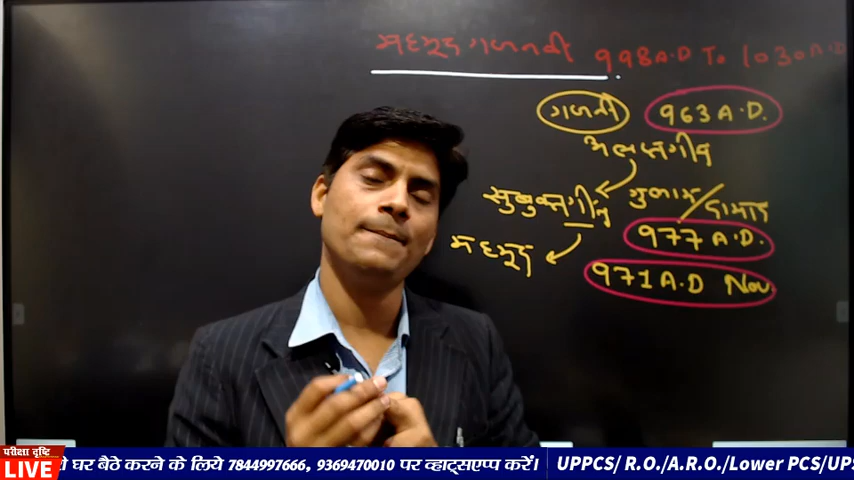 महमूद गजनवी 998 A.D To 1030 A.D
गजनी 963 A.D.
अलप्तगीन
सुबुक्तगीन गुलाम/दामाद
977 A.D.
महमूद
971 A.D Nov.
परीक्षा दृष्टि
LIVE
घर बैठे करने के लिये 7844997666, 9369470010 पर व्हाट्सएप्प करें। UPPCS/ R.O./A.R.O./Lower PCS/UPS